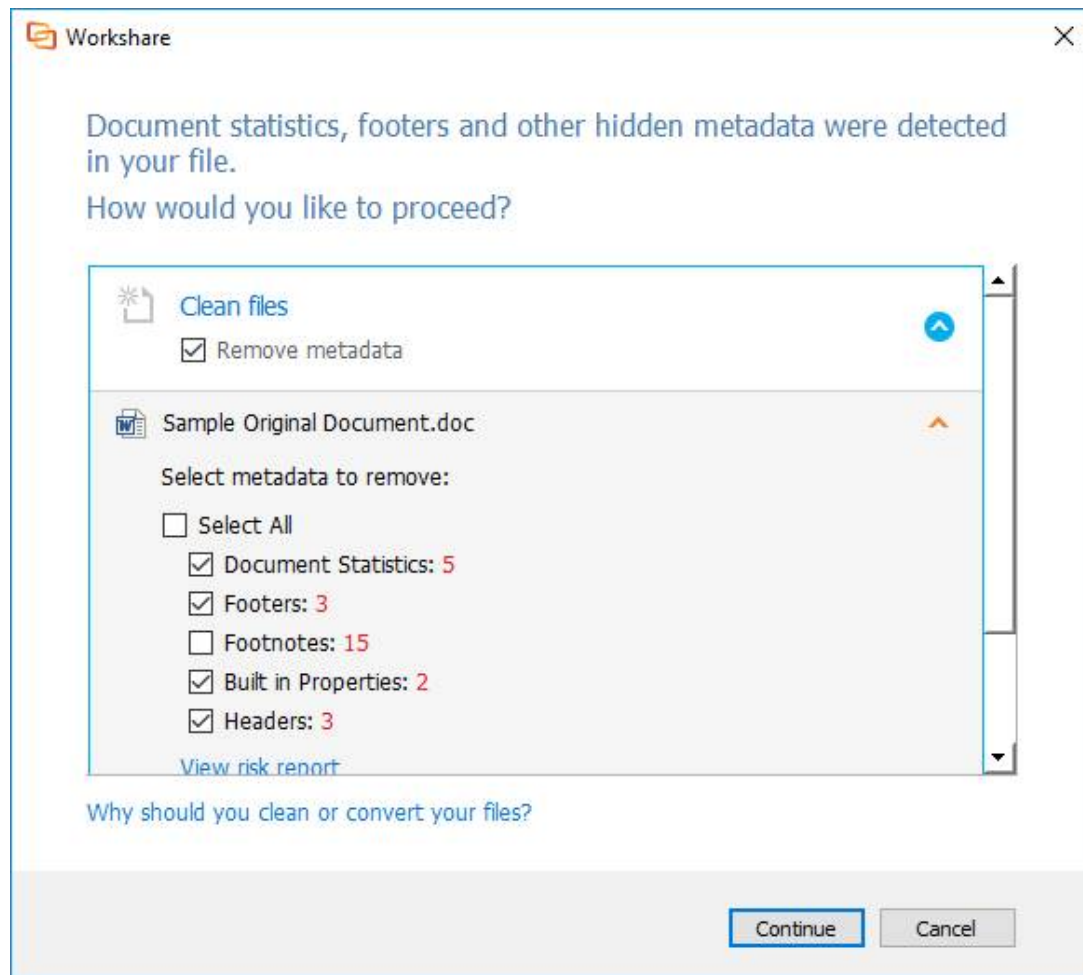 Workshare
Document statistics, footers and other hidden metadata were detected
in your file.
How would you like to proceed?
Clean files
Remove metadata
Sample Original Document.doc
Select metadata to remove:
Select All
Document Statistics: 5
Footers: 3
Footnotes: 15
Built in Properties: 2
Headers: 3
View risk report
Why should you clean or convert your files?
Continue Cancel